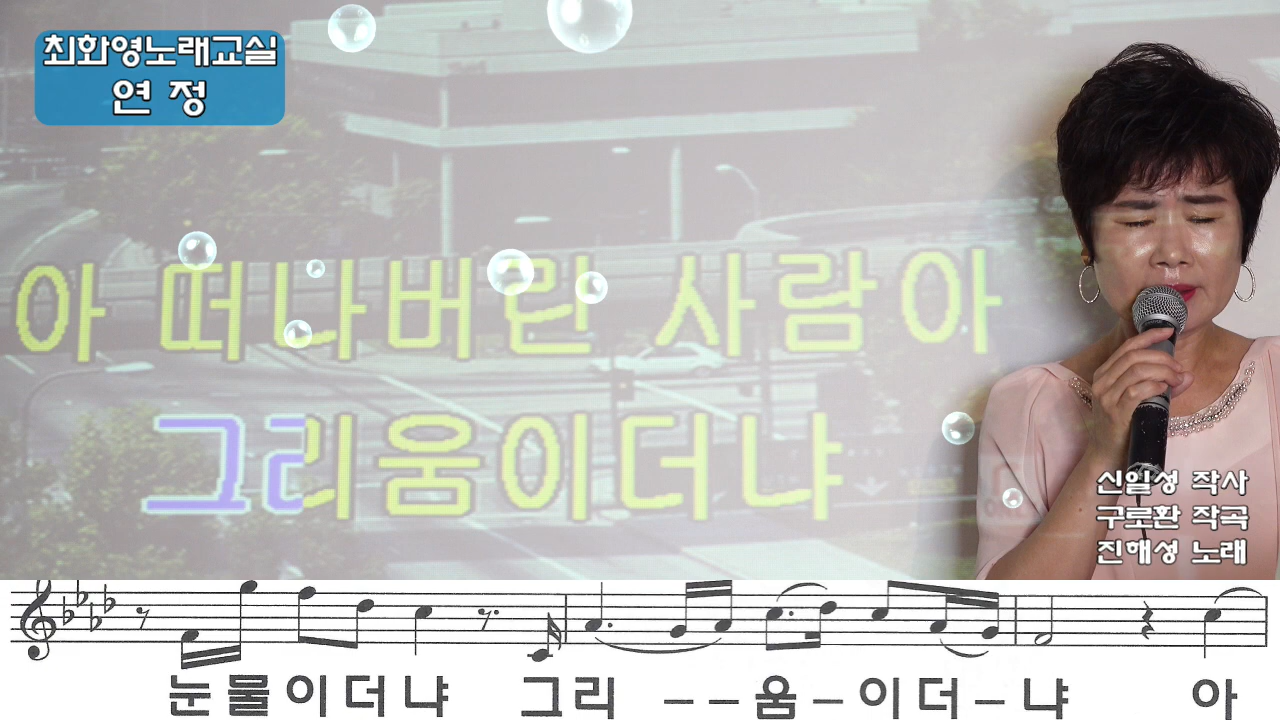 최화영노래교실
연 정
아 떠나버린 사람아
그리움이더냐
신일성 작사
구로환 작곡
진해성 노래
눈물이더냐 그리 – – 움 – 이더 – 냐 아